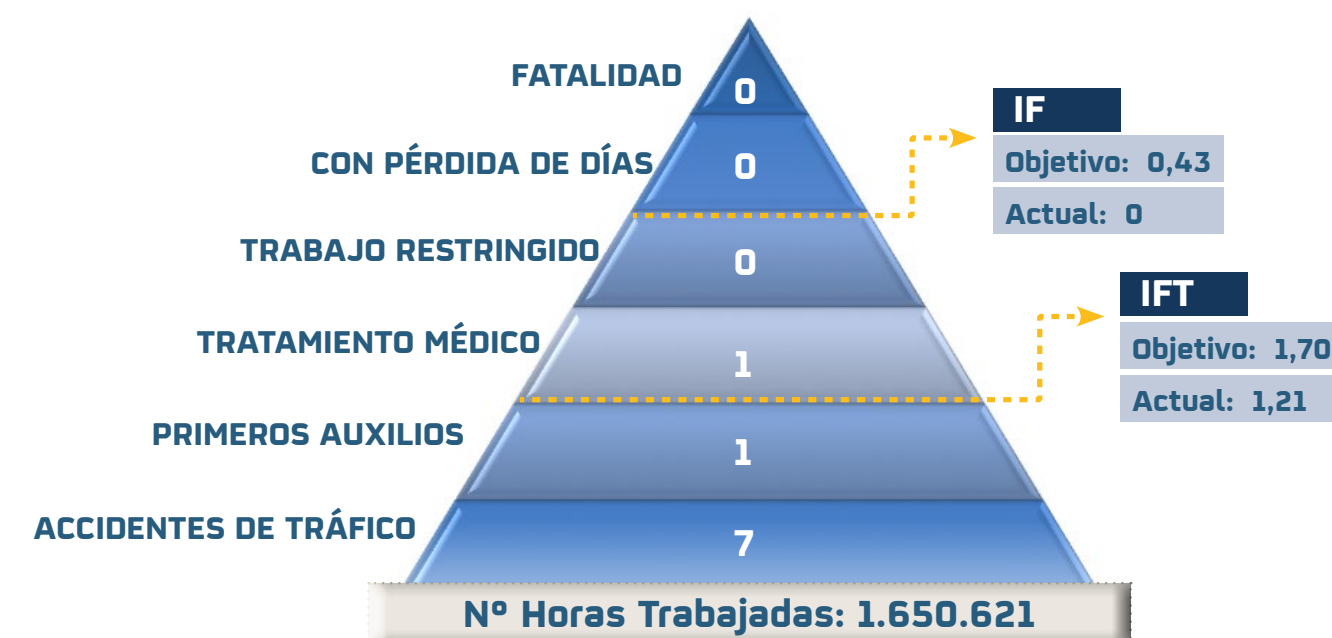 FATALIDAD
0
CON PÉRDIDA DE DÍAS
0
TRABAJO RESTRINGIDO
0
TRATAMIENTO MÉDICO
1
PRIMEROS AUXILIOS
1
ACCIDENTES DE TRÁFICO
7
Nº Horas Trabajadas: 1.650.621
IF
Objetivo: 0,43
Actual: 0
IFT
Objetivo: 1,70
Actual: 1,21